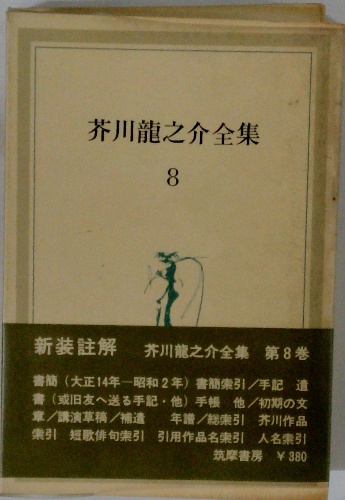 芥川龍之介全集
8
新装註解 芥川龍之介全集 第8巻
書簡(大正14年―昭和2年)書簡索引/手記 遺
書(或旧友へ送る手記・他)手帳 他/初期の文
章/講演草稿/補遺 年譜/総索引 芥川作品
索引 短歌俳句索引 引用作品名索引 人名索引
筑摩書房 ¥380